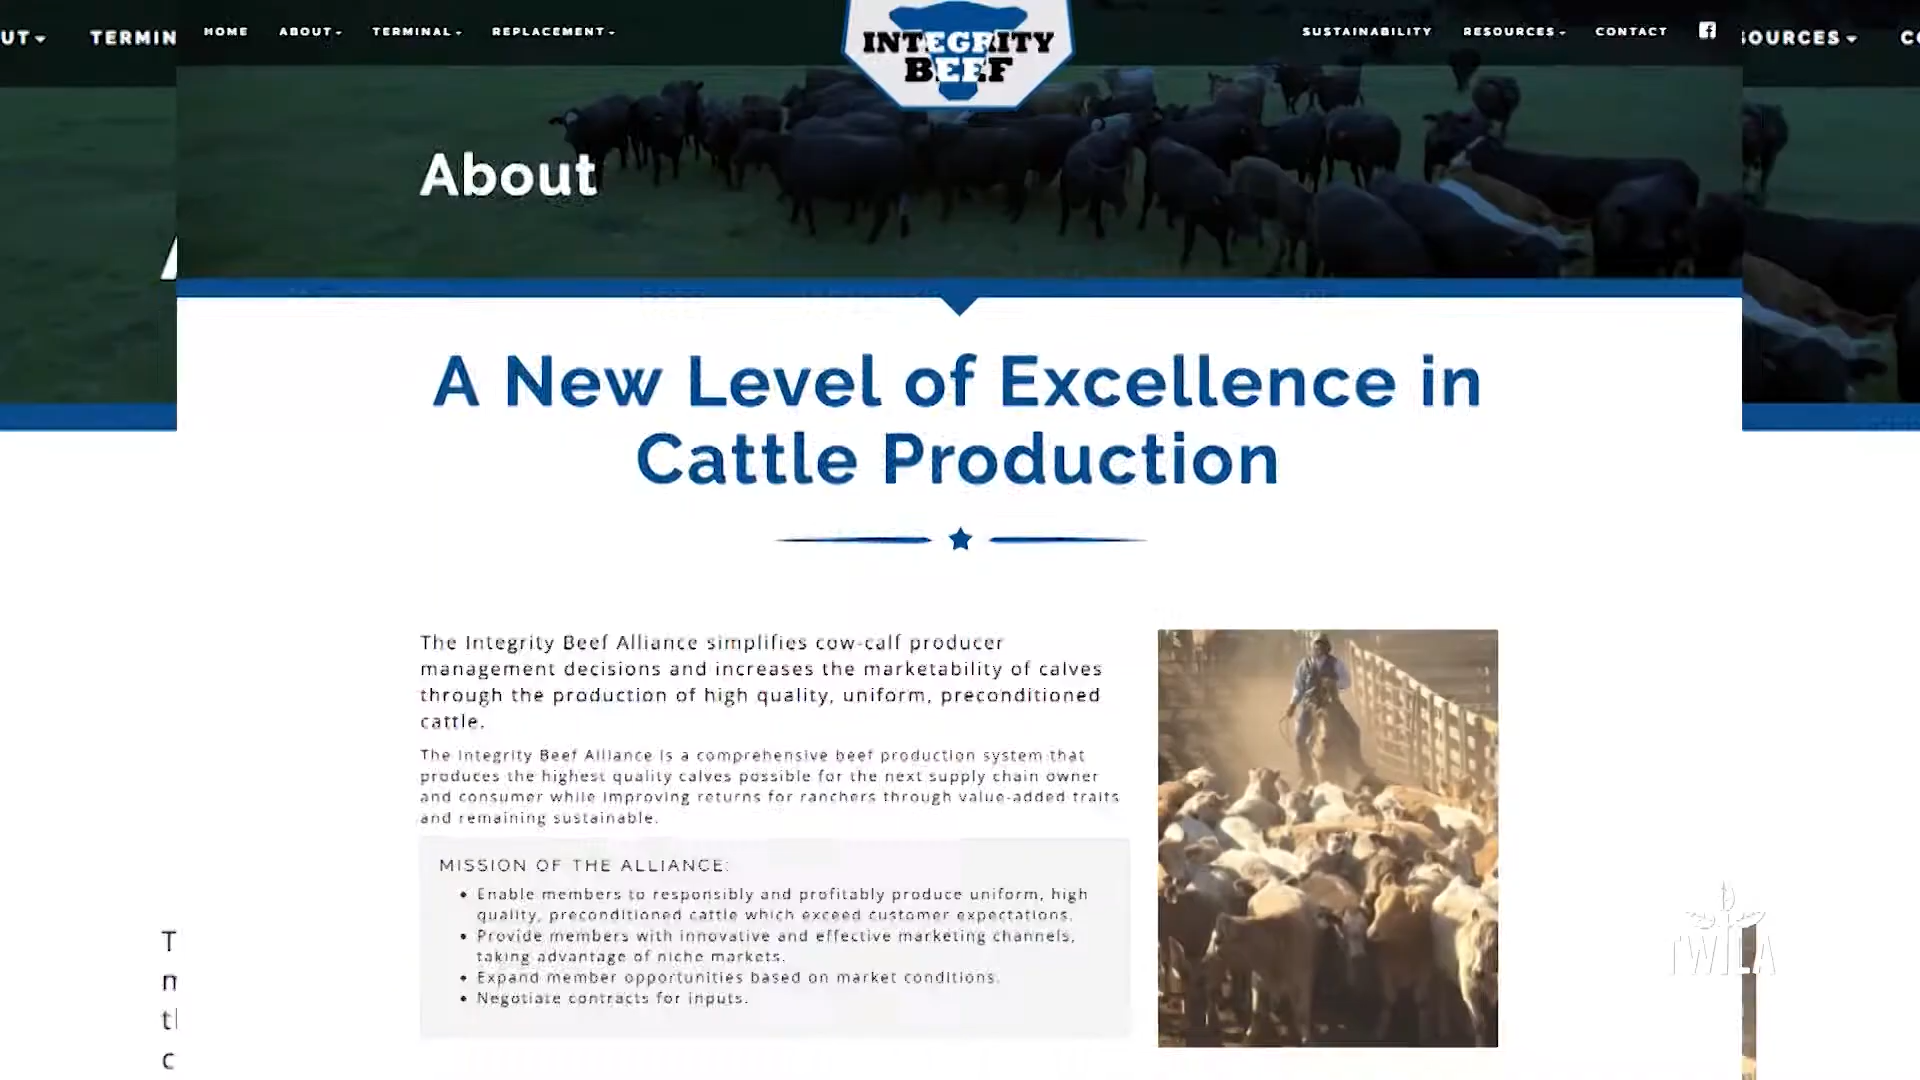 HOME ABOUT TERMINAL REPLACEMENT INTEGRITY BEEF SUSTAINABILITY RESOURCES CONTACT
UT TERMIN SOURCES C
About
A New Level of Excellence in
Cattle Production
The Integrity Beef Alliance simplifies cow-calf producer
management decisions and increases the marketability of calves
through the production of high quality, uniform, preconditioned
cattle.
The Integrity Beef Alliance is a comprehensive beef production system that
produces the highest quality calves possible for the next supply chain owner
and consumer while improving returns for ranchers through value-added traits
and remaining sustainable.
MISSION OF THE ALLIANCE:
• Enable members to responsibly and profitably produce uniform, high
quality, preconditioned cattle which exceed customer expectations.
• Provide members with innovative and effective marketing channels,
taking advantage of niche markets.
• Expand member opportunities based on market conditions.
• Negotiate contracts for inputs.
T
m
c
TWILA